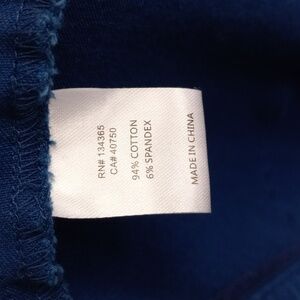 RN# 134365
CA# 40750
94% COTTON
6% SPANDEX
MADE IN CHINA